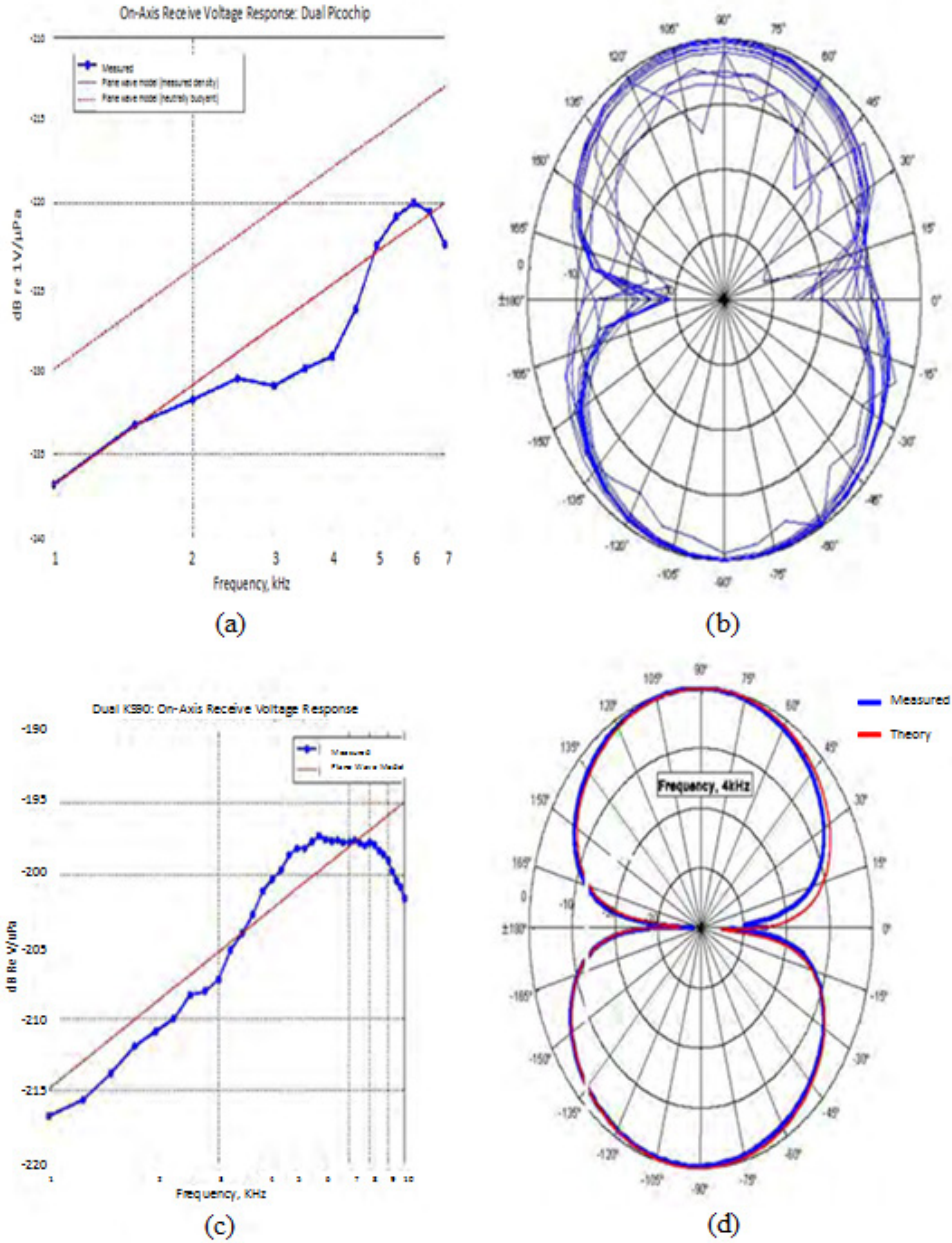 On-Axis Receive Voltage Response: Dual Picochip
-210
-215
-220
-225
-230
-235
-240
dB re 1V/µPa
Measured
Plane wave model (measured density)
Plane wave model (neutrally buoyant)
1 2 3 4 5 6 7
Frequency, kHz
(a)
90°
105° 75°
120° 60°
135° 45°
150° 30°
165° 15°
0
-10
±180° 0°
-165° -15°
-150° -30°
-135° -45°
-120° -60°
-105° -75°
-90°
(b)
Dual KS90: On-Axis Receive Voltage Response
-190
-195
-200
-205
-210
-215
-220
dB Re V/uPa
Measured
Plane Wave Model
1 2 3 4 5 6 7 8 9 10
Frequency, KHz
(c)
90°
105° 75°
120° 60°
135° 45°
150° 30°
165° 15°
0
-10
±180° 0°
-165° -15°
-150° -30°
-135° -45°
-120° -60°
-105° -75°
-90°
Frequency, 4kHz
Measured
Theory
(d)